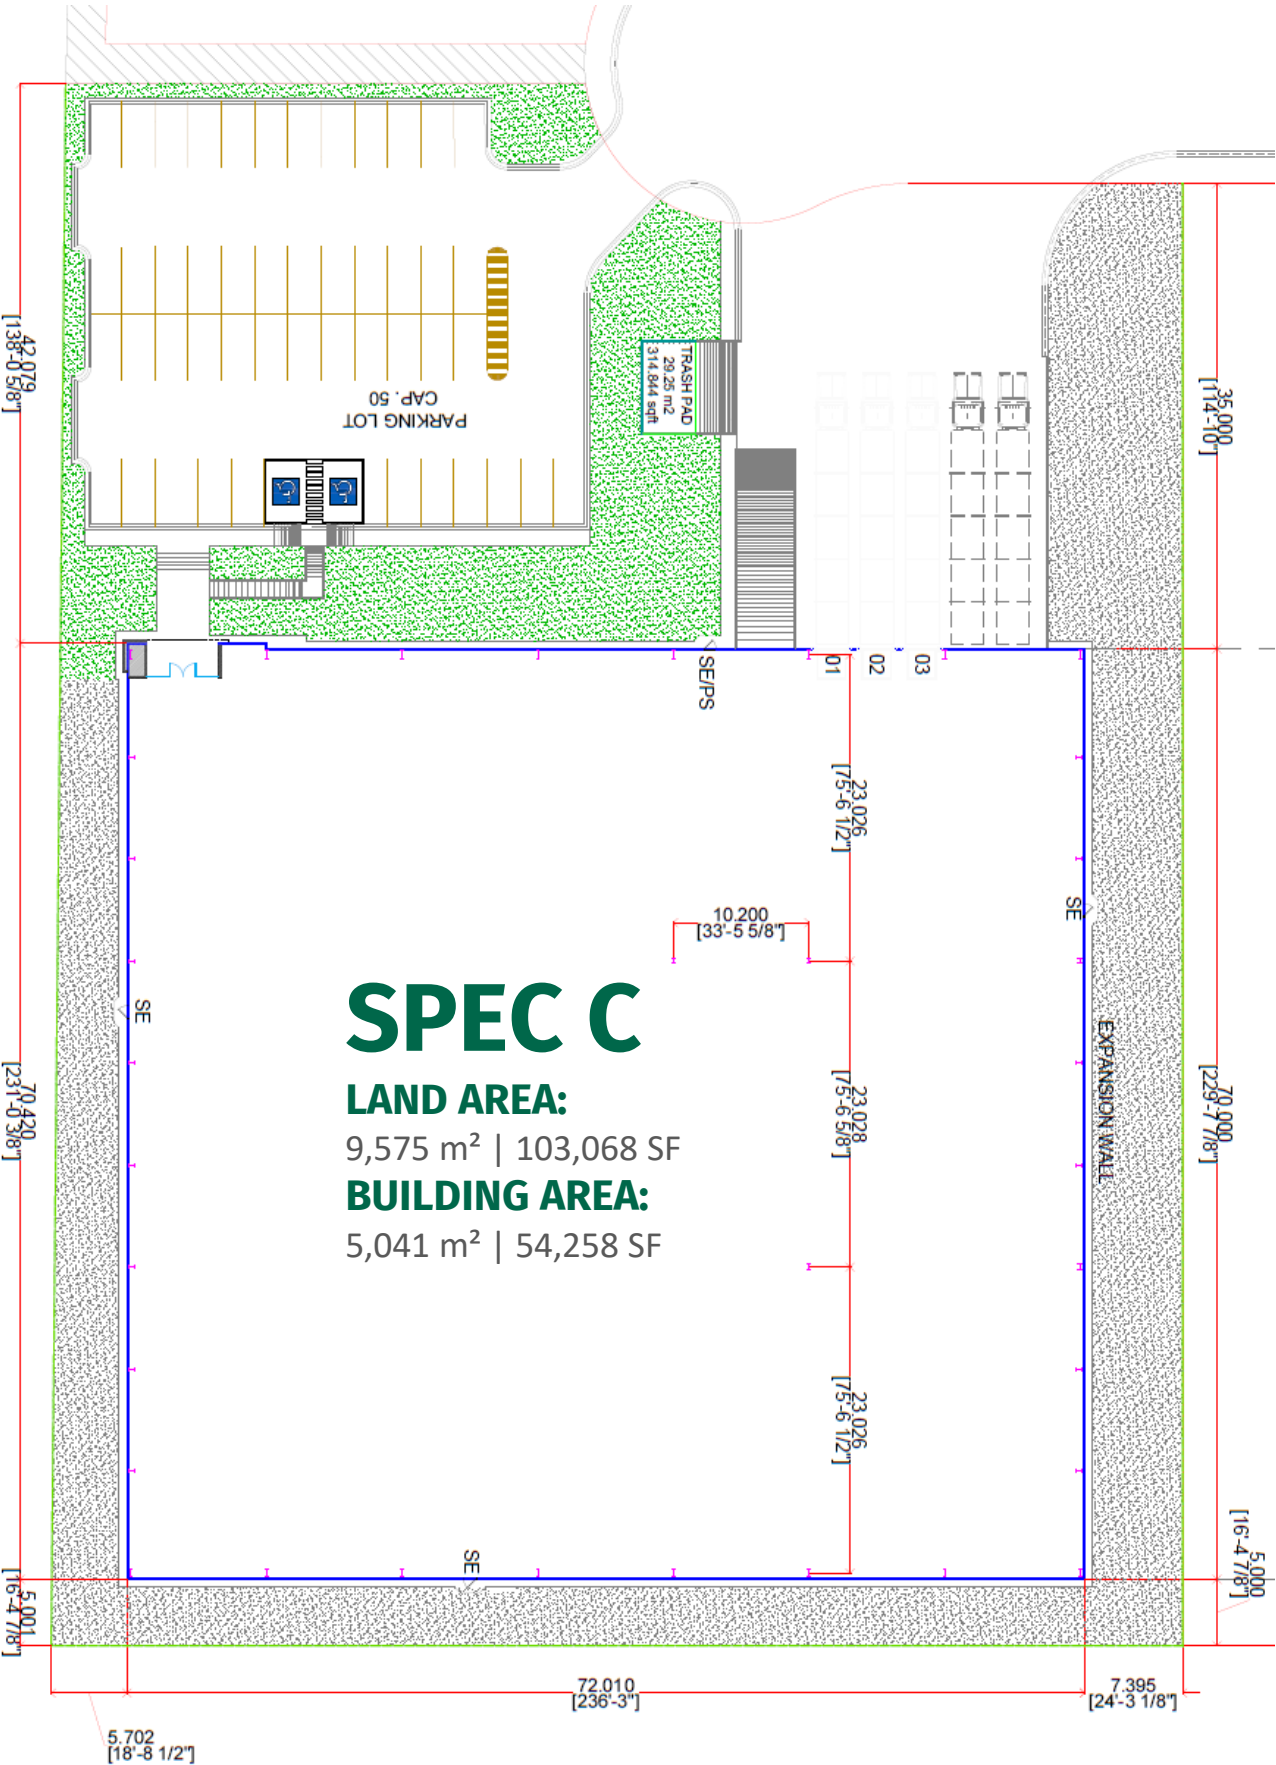 42.079
[138'-0 5/8"]
PARKING LOT
CAP. 50
TRASH PAD
29.25 m2
314.844 sqft
35.000
[114'-10"]
SE/PS
01
02
03
23.026
[75'-6 1/2"]
10.200
[33'-5 5/8"]
SE
SE
SPEC C
LAND AREA:
9,575 m² | 103,068 SF
BUILDING AREA:
5,041 m² | 54,258 SF
23.028
[75'-6 5/8"]
EXPANSION WALL
70.000
[229'-7 7/8"]
70.420
[231'-0 3/8"]
23.026
[75'-6 1/2"]
SE
5.000
[16'-4 7/8"]
5.001
[16'-4 7/8"]
72.010
[236'-3"]
7.395
[24'-3 1/8"]
5.702
[18'-8 1/2"]